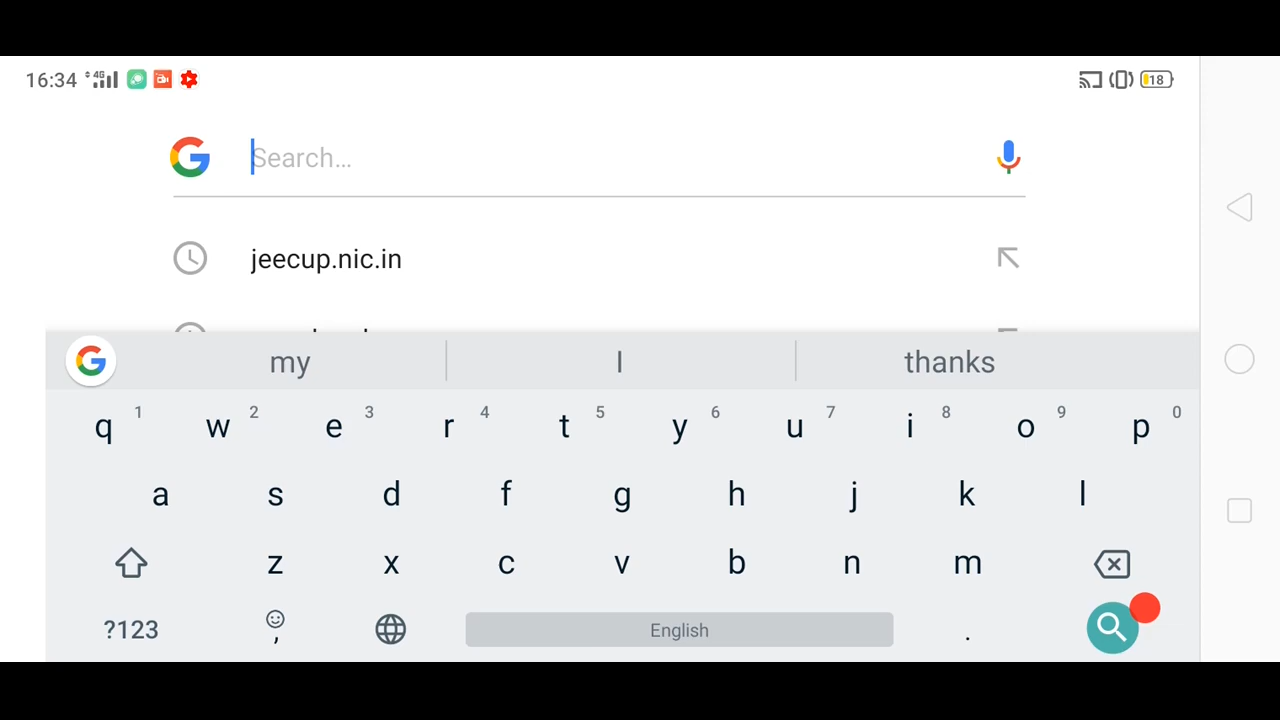 16:34 4G 18
Search...
jeecup.nic.in
my I thanks
q 1 w 2 e 3 r 4 t 5 y 6 u 7 i 8 o 9 p 0
a s d f g h j k l
z x c v b n m
?123 , English .